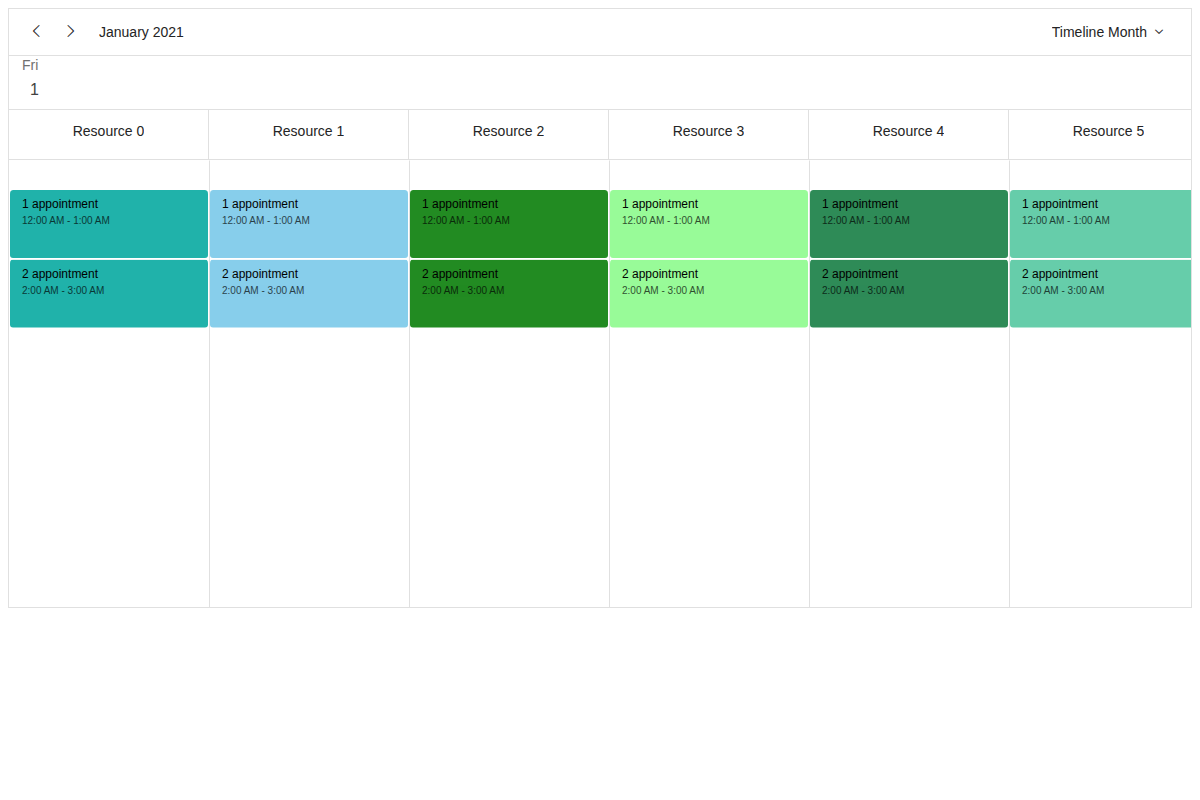 January 2021
Timeline Month
Fri
1
Resource 0 Resource 1 Resource 2 Resource 3 Resource 4 Resource 5
1 appointment 1 appointment 1 appointment 1 appointment 1 appointment 1 appointment
12:00 AM - 1:00 AM 12:00 AM - 1:00 AM 12:00 AM - 1:00 AM 12:00 AM - 1:00 AM 12:00 AM - 1:00 AM 12:00 AM - 1:00 AM
2 appointment 2 appointment 2 appointment 2 appointment 2 appointment 2 appointment
2:00 AM - 3:00 AM 2:00 AM - 3:00 AM 2:00 AM - 3:00 AM 2:00 AM - 3:00 AM 2:00 AM - 3:00 AM 2:00 AM - 3:00 AM